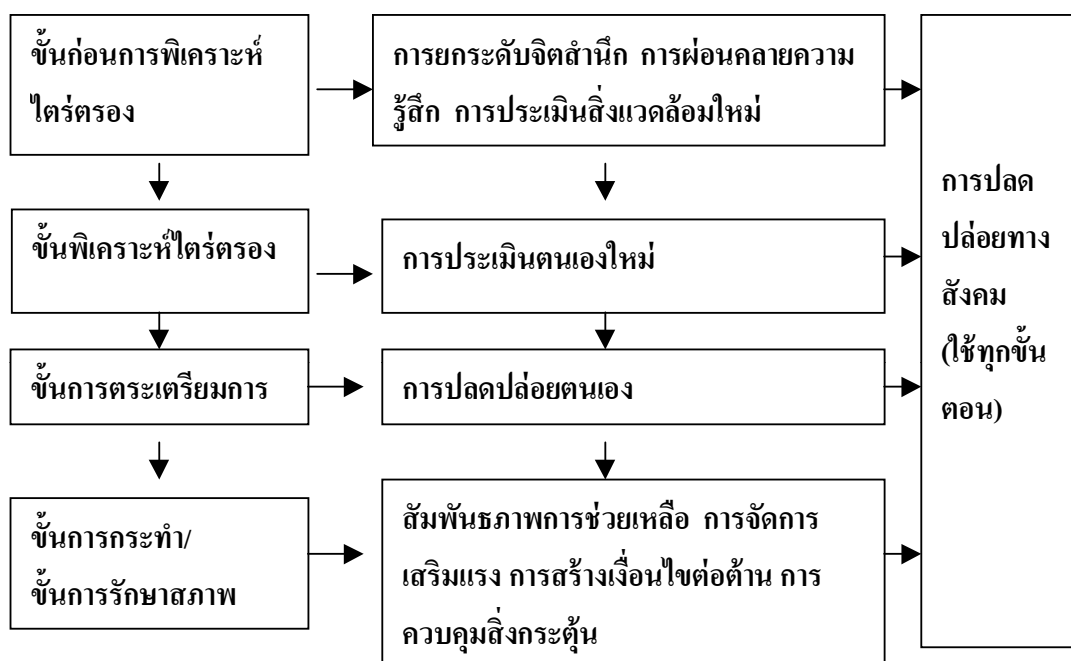 ขั้นก่อนการพิเคราะห์
ไตร่ตรอง
การยกระดับจิตสำนึก การผ่อนคลายความ
รู้สึก การประเมินสิ่งแวดล้อมใหม่
ขั้นพิเคราะห์ไตร่ตรอง
การประเมินตนเองใหม่
ขั้นการตระเตรียมการ
การปลดปล่อยตนเอง
ขั้นการกระทำ/
ขั้นการรักษาสภาพ
สัมพันธภาพการช่วยเหลือ การจัดการ
เสริมแรง การสร้างเงื่อนไขต่อต้าน การ
ควบคุมสิ่งกระตุ้น
การปลด
ปล่อยทาง
สังคม
(ใช้ทุกขั้น
ตอน)